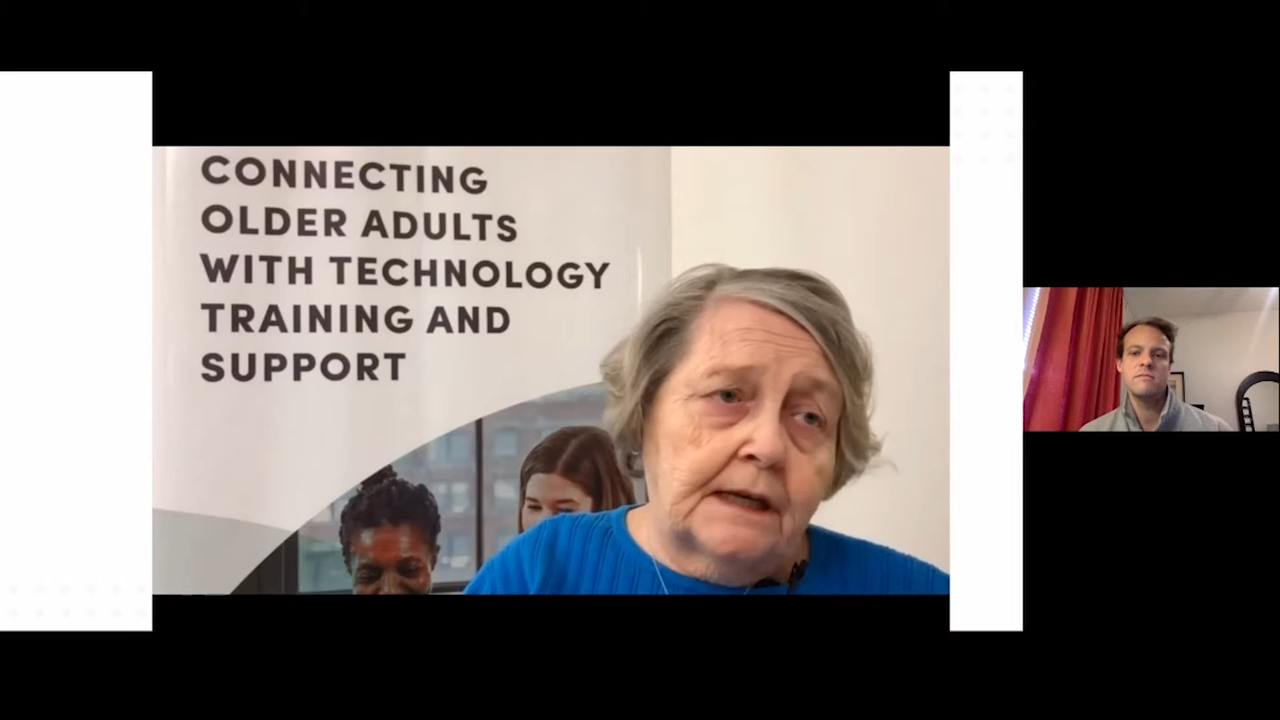 CONNECTING
OLDER ADULTS
WITH TECHNOLOGY
TRAINING AND
SUPPORT